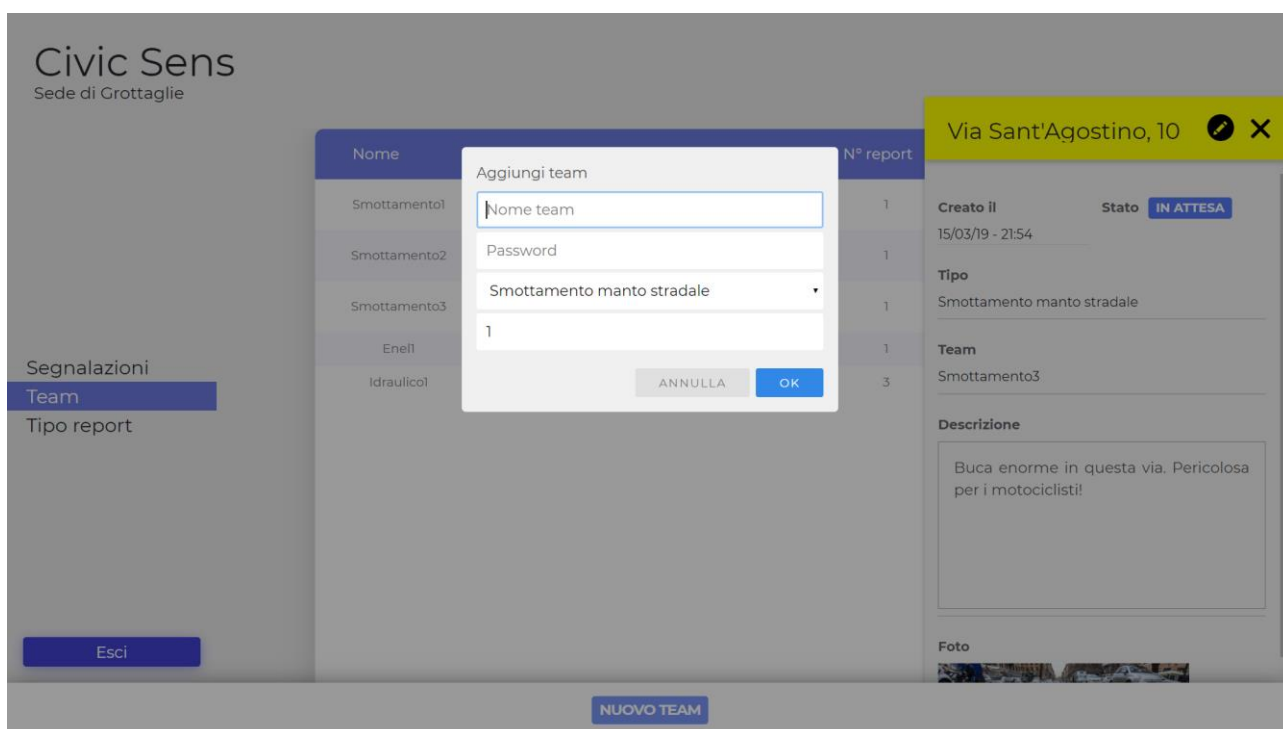 Civic Sens
Sede di Grottaglie
Segnalazioni
Team
Tipo report
Esci
Nome
N° report
Smottamento1
1
Smottamento2
1
Smottamento3
1
Enel1
1
Idraulico1
3
Aggiungi team
Nome team
Password
Smottamento manto stradale
1
ANNULLA
OK
Via Sant'Agostino, 10
Creato il
Stato
IN ATTESA
15/03/19 - 21:54
Tipo
Smottamento manto stradale
Team
Smottamento3
Descrizione
Buca enorme in questa via. Pericolosa
per i motociclisti!
Foto
NUOVO TEAM